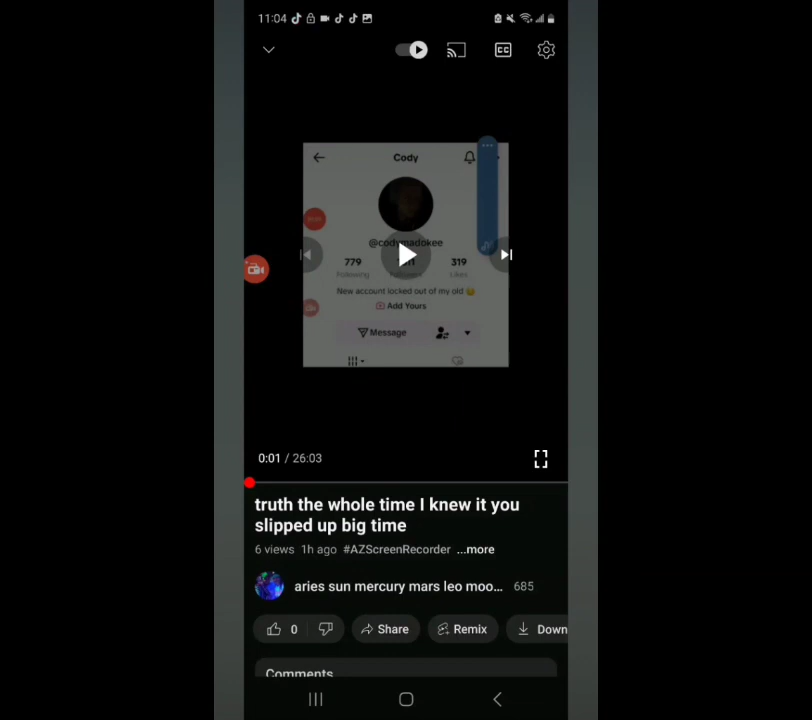 11:04
CC
Cody
@codymadokee
779
319
Following
Likes
New account locked out of my old 😉
Add Yours
Message
0:01 / 26:03
truth the whole time I knew it you
slipped up big time
6 views 1h ago #AZScreenRecorder ...more
aries sun mercury mars leo moo... 685
0
Share
Remix
Down
Comments